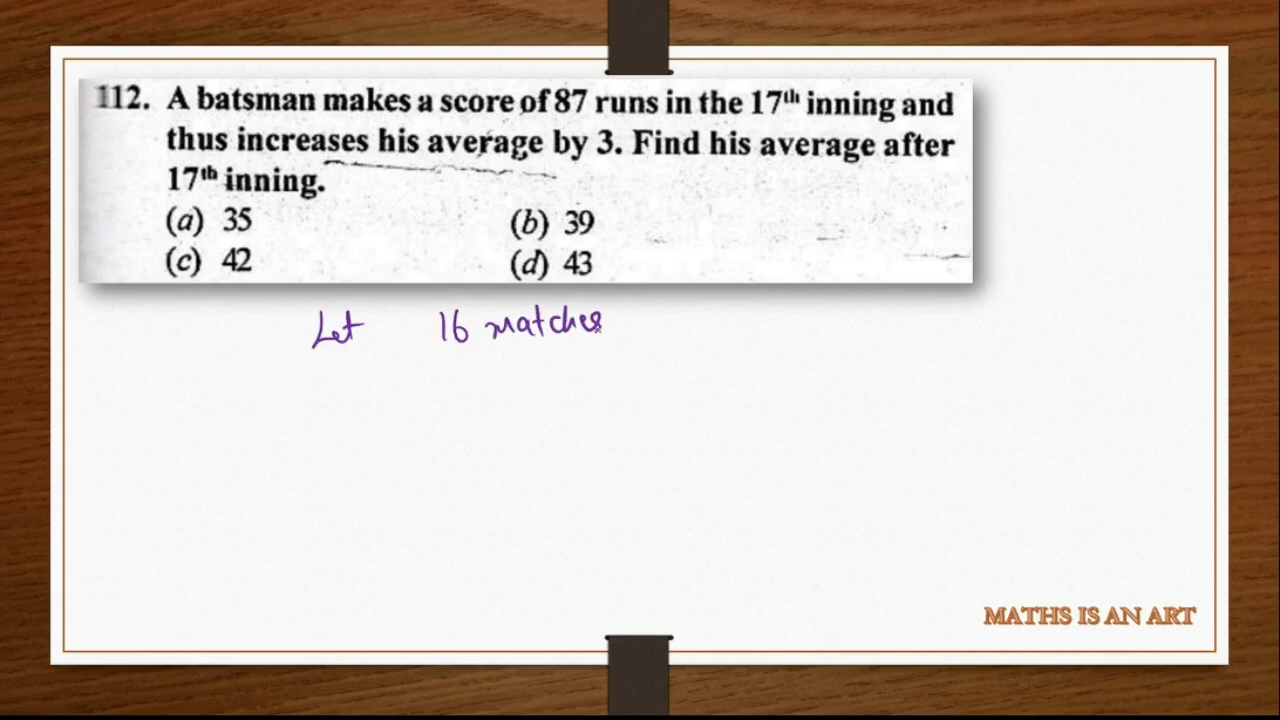 112. A batsman makes a score of 87 runs in the 17th inning and
thus increases his average by 3. Find his average after
17th inning.
(a) 35 (b) 39
(c) 42 (d) 43
Let 16 matches
MATHS IS AN ART